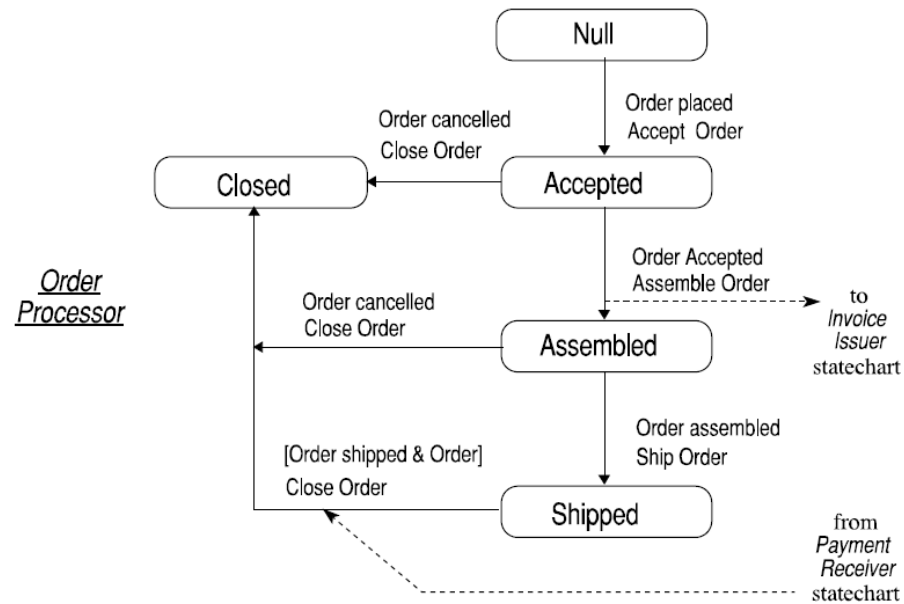 Null
Order placed
Accept Order
Order cancelled
Close Order
Closed
Accepted
Order Accepted
Assemble Order
Order
Processor
to
Invoice
Issuer
statechart
Order cancelled
Close Order
Assembled
Order assembled
Ship Order
[Order shipped & Order]
Close Order
Shipped
from
Payment
Receiver
statechart